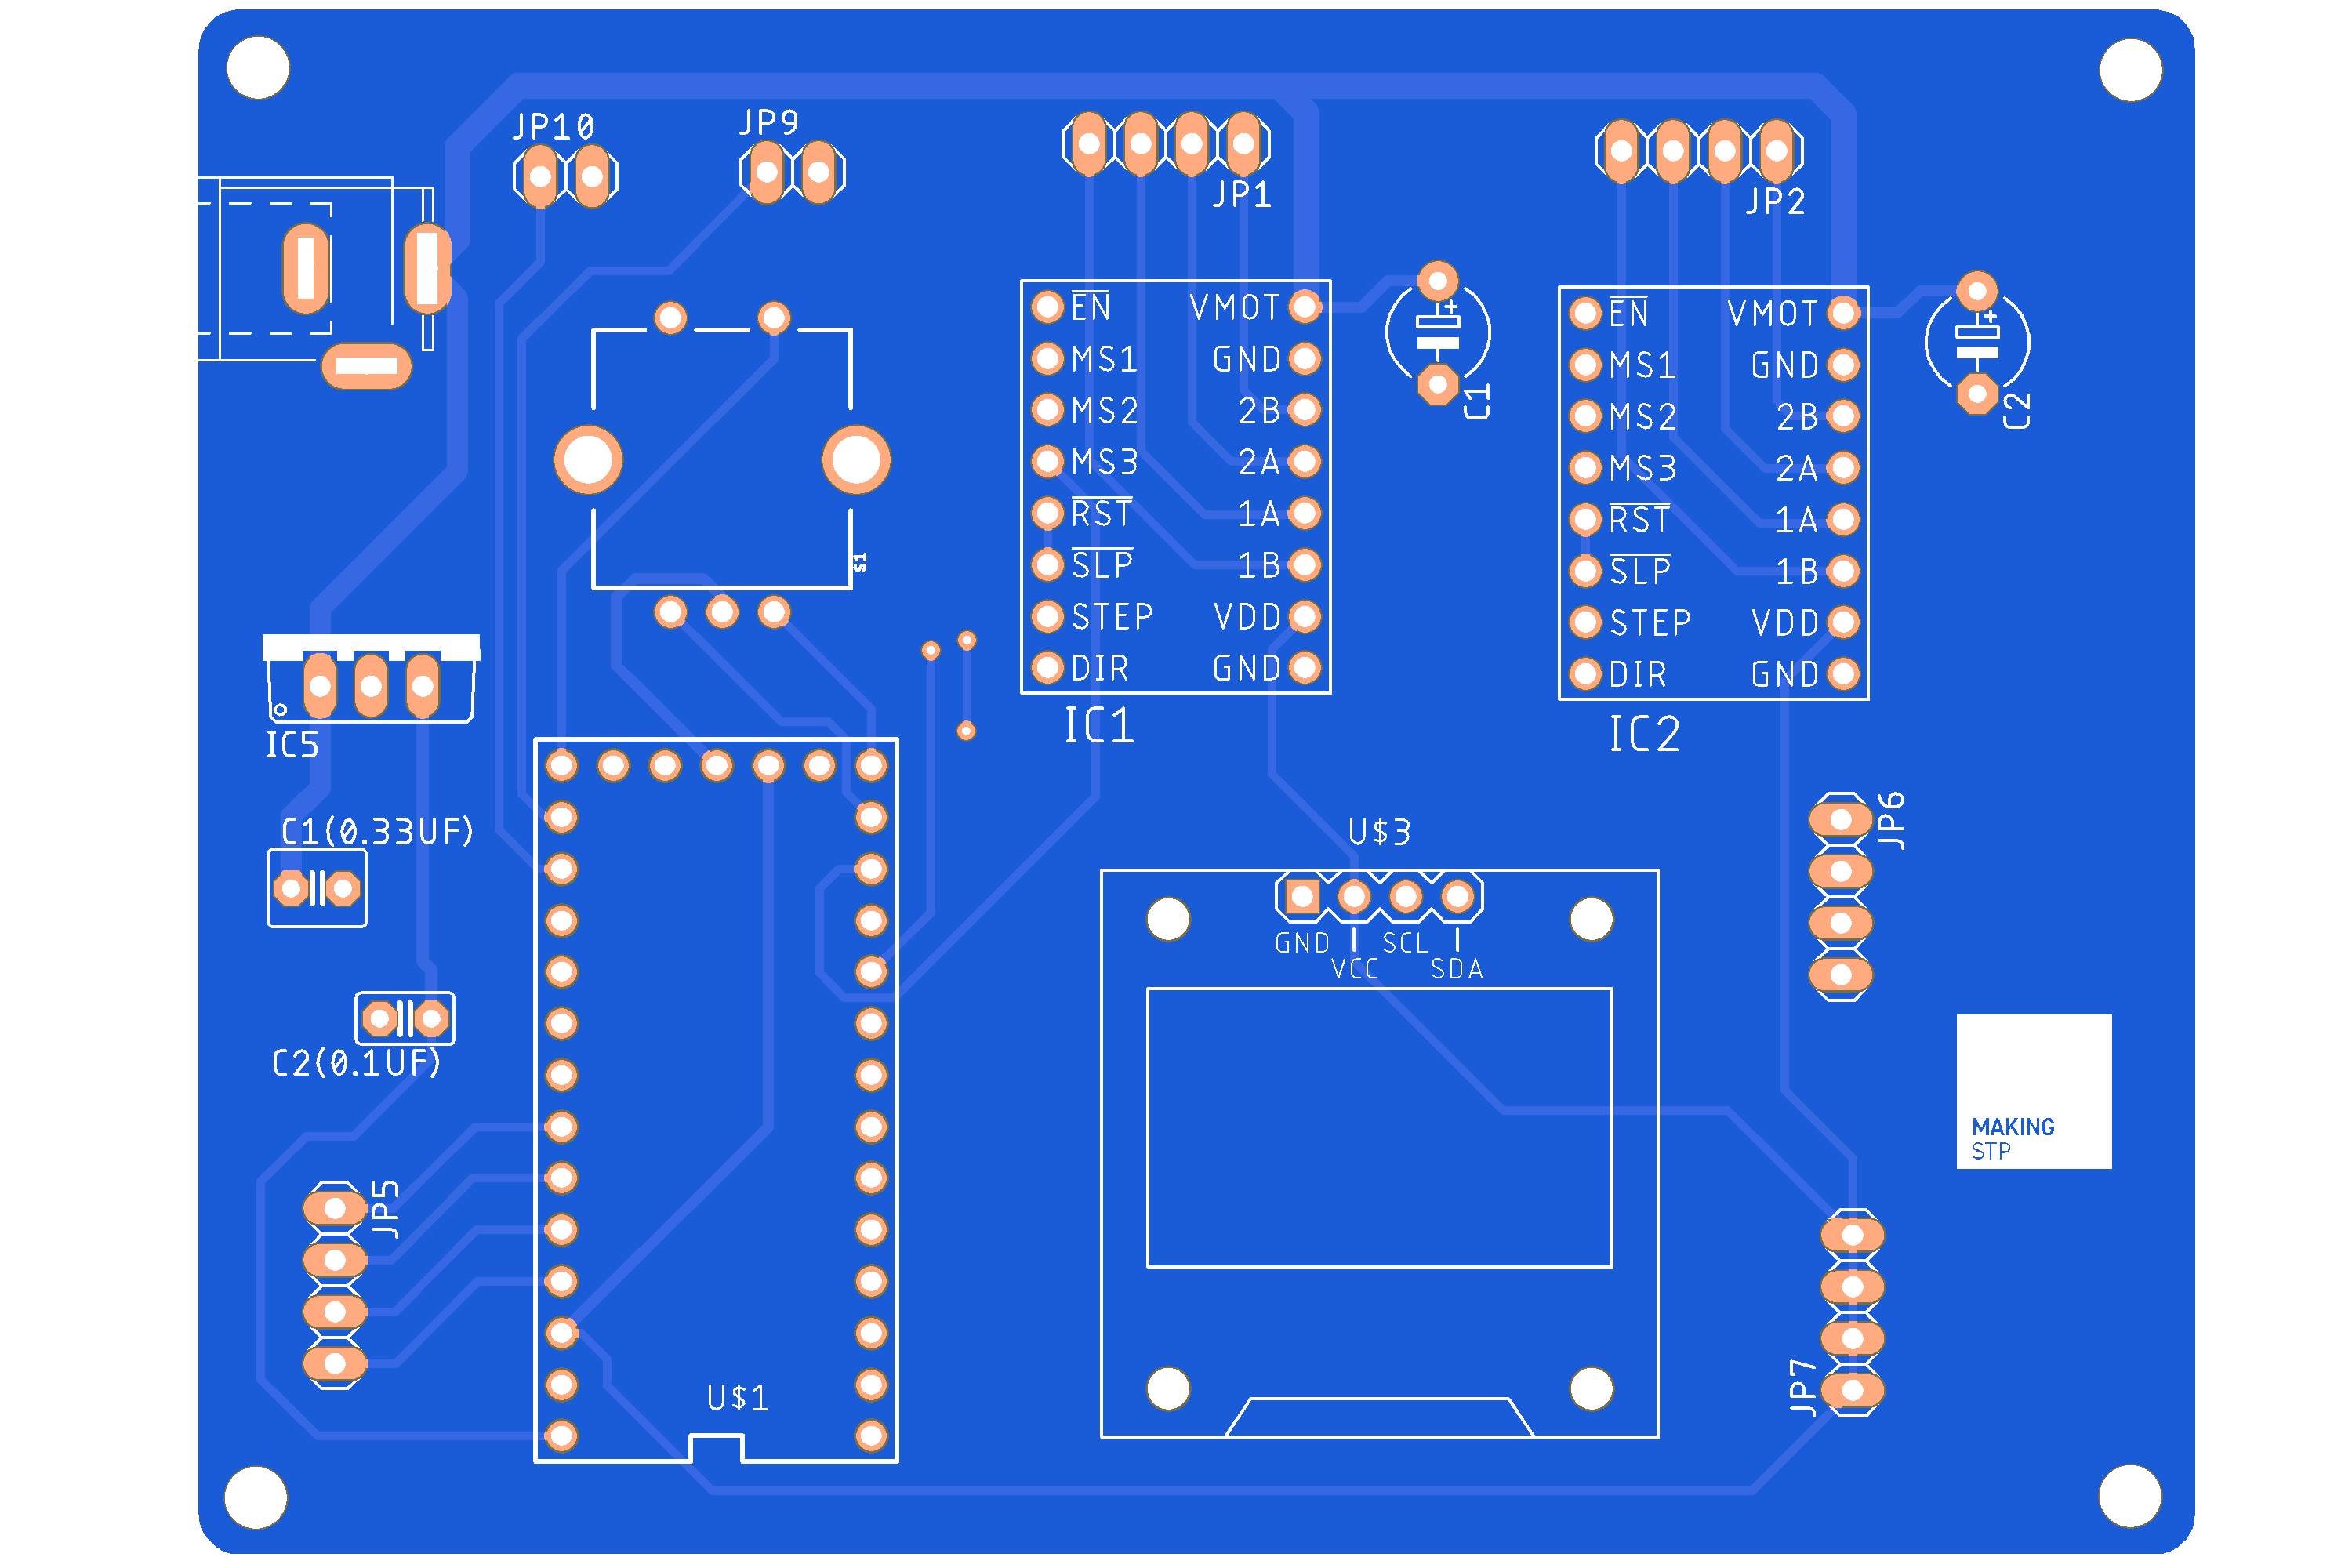 JP10
JP9
JP1
JP2
EN VMOT
MS1 GND
MS2 2B
MS3 2A
RST 1A
SLP 1B
STEP VDD
DIR GND
IC1
C1
EN VMOT
MS1 GND
MS2 2B
MS3 2A
RST 1A
SLP 1B
STEP VDD
DIR GND
IC2
C2
+
+
S1
IC5
C1(0.33UF)
C2(0.1UF)
JP5
U$1
U$3
GND SCL
VCC SDA
JP6
MAKING
STP
JP7